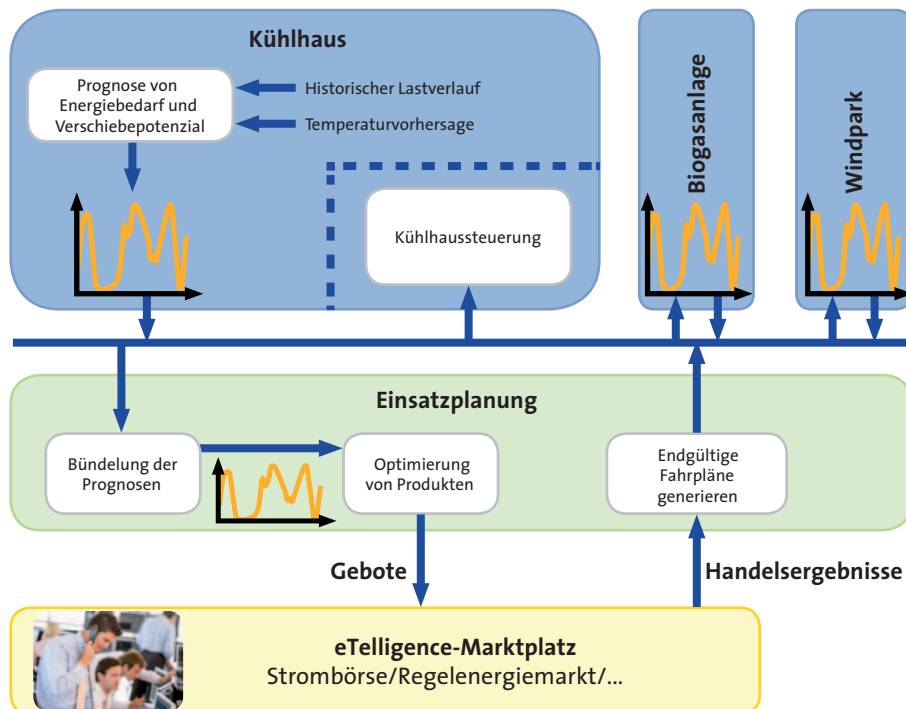 Kühlhaus
Prognose von
Energiebedarf und
Verschiebepotenzial
Historischer Lastverlauf
Temperaturvorhersage
Kühlhaussteuerung
Biogasanlage
Windpark
Einsatzplanung
Bündelung der
Prognosen
Optimierung
von Produkten
Endgültige
Fahrpläne
generieren
Gebote
Handelsergebnisse
eTelligence-Marktplatz
Strombörse/Regelenergiemarkt/...